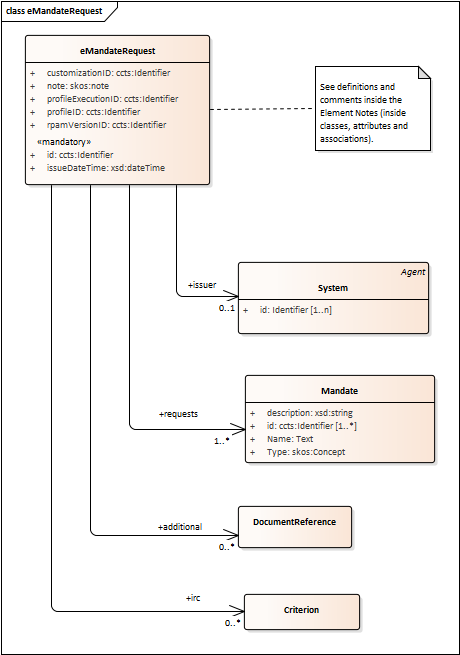 class eMandateRequest
eMandateRequest
+ customizationID: ccts:Identifier
+ note: skos:note
+ profileExecutionID: ccts:Identifier
+ profileID: ccts:Identifier
+ rpamVersionID: ccts:Identifier
«mandatory»
+ id: ccts:Identifier
+ issueDateTime: xsd:dateTime
See definitions and
comments inside the
Element Notes (inside
classes, attributes and
associations).
Agent
System
+ id: Identifier [1..n]
+issuer
0..1
Mandate
+ description: xsd:string
+ id: ccts:Identifier [1..*]
+ Name: Text
+ Type: skos:Concept
+requests
1..*
DocumentReference
+additional
0..*
Criterion
+irc
0..*